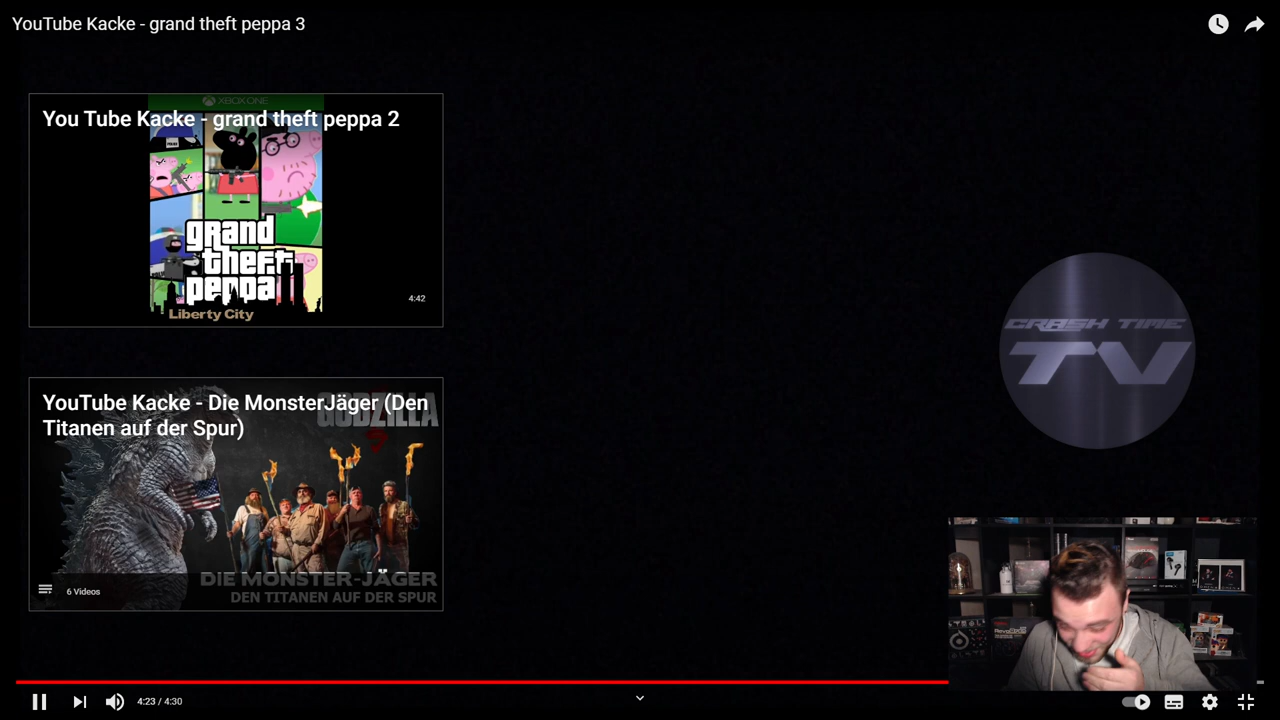 YouTube Kacke - grand theft peppa 3
XBOX ONE
You Tube Kacke - grand theft peppa 2
grand
theft
peppa
Liberty City
4:42
CRASH TIME
TV
YouTube Kacke - Die MonsterJäger (Den
Titanen auf der Spur)
GODZILLA
DIE MONSTER-JÄGER
DEN TITANEN AUF DER SPUR
6 Videos
4:23 / 4:30